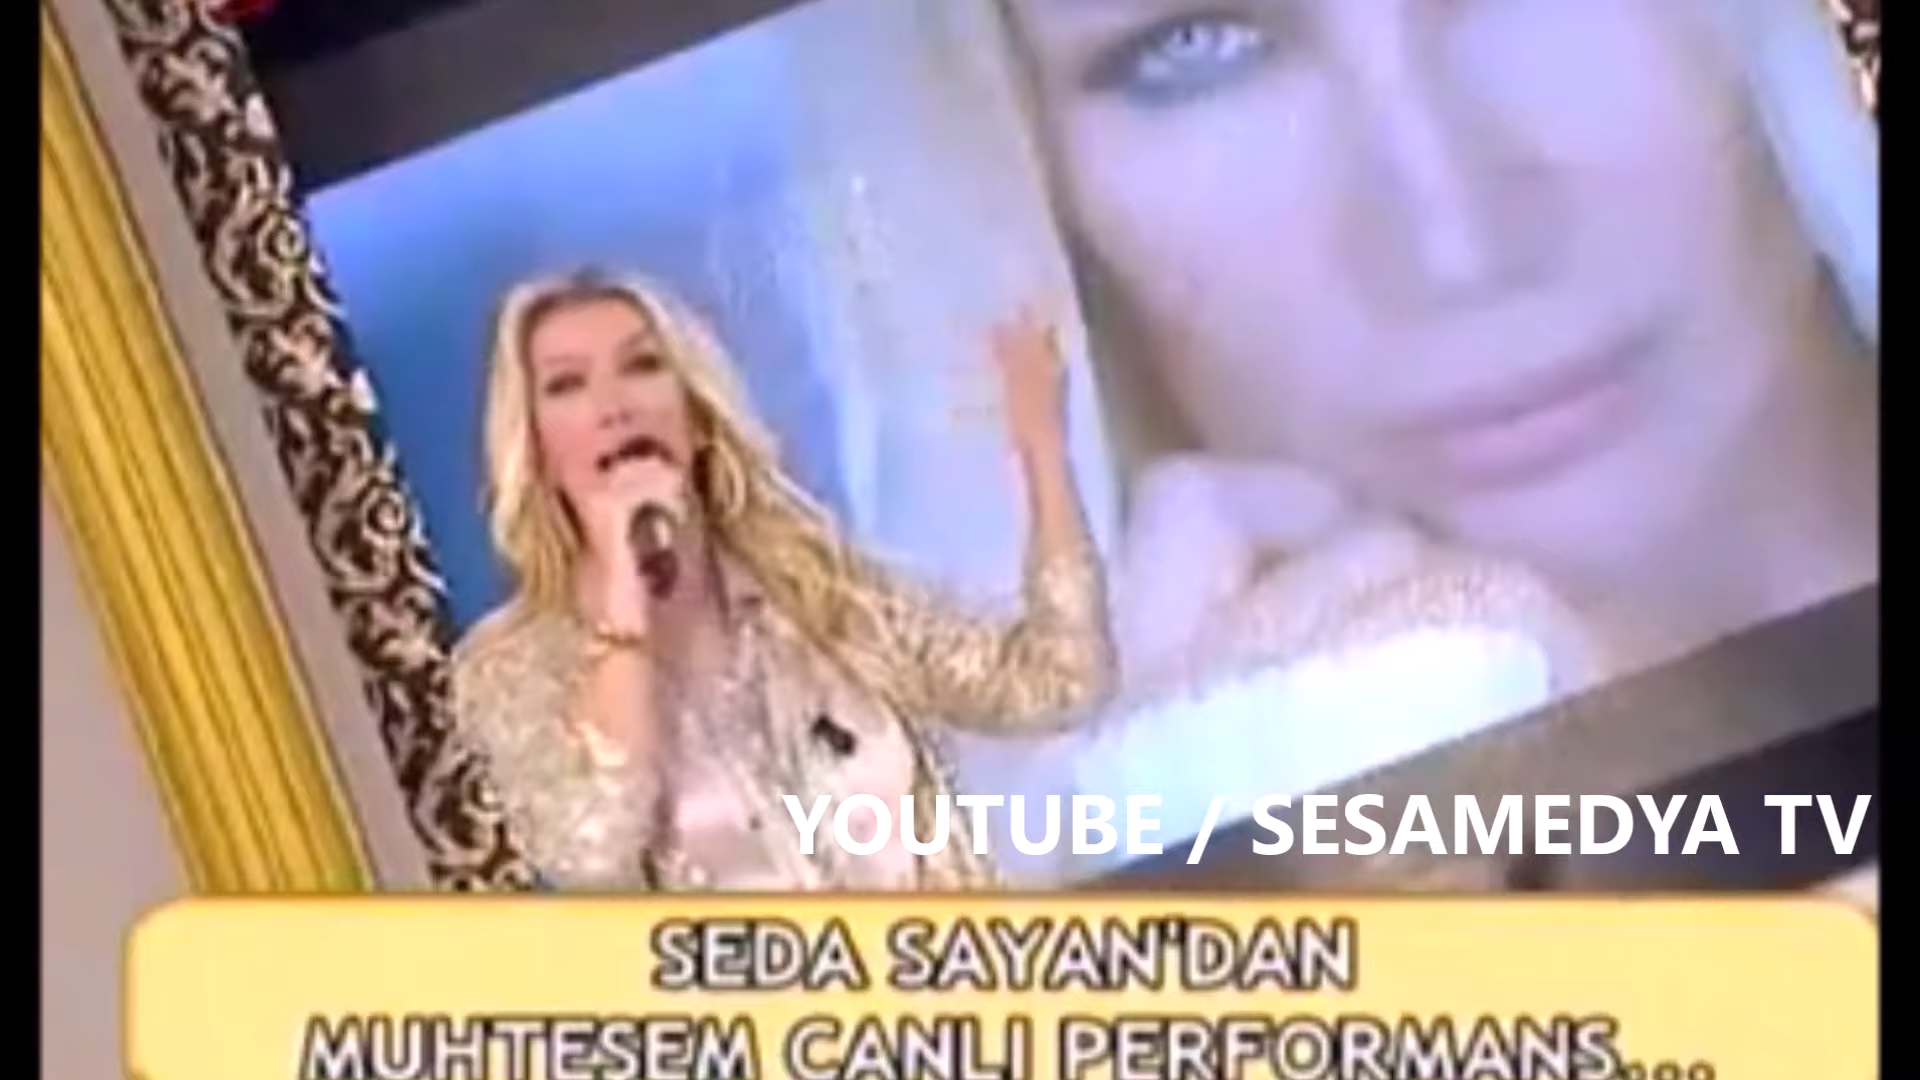 YOUTUBE / SESAMEDYA TV
SEDA SAYAN'DAN
MUHTESEM CANLI PERFORMANS...